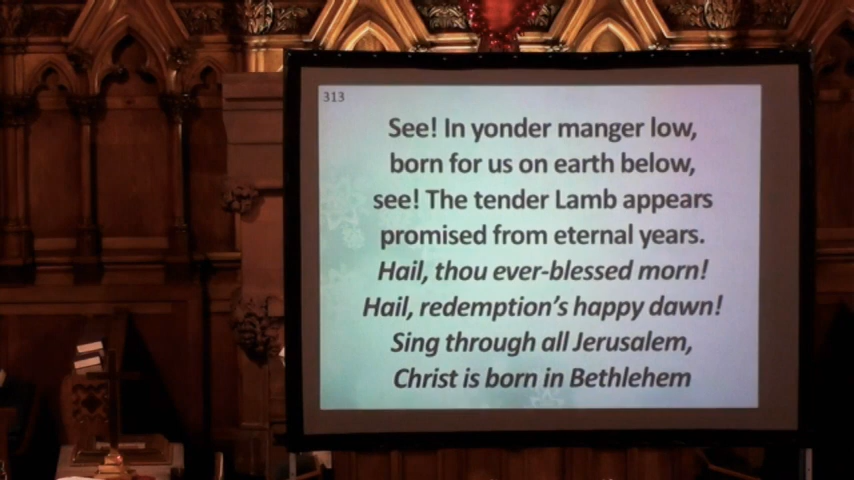 313
See! In yonder manger low,
born for us on earth below,
see! The tender Lamb appears
promised from eternal years.
Hail, thou ever-blessed morn!
Hail, redemption's happy dawn!
Sing through all Jerusalem,
Christ is born in Bethlehem